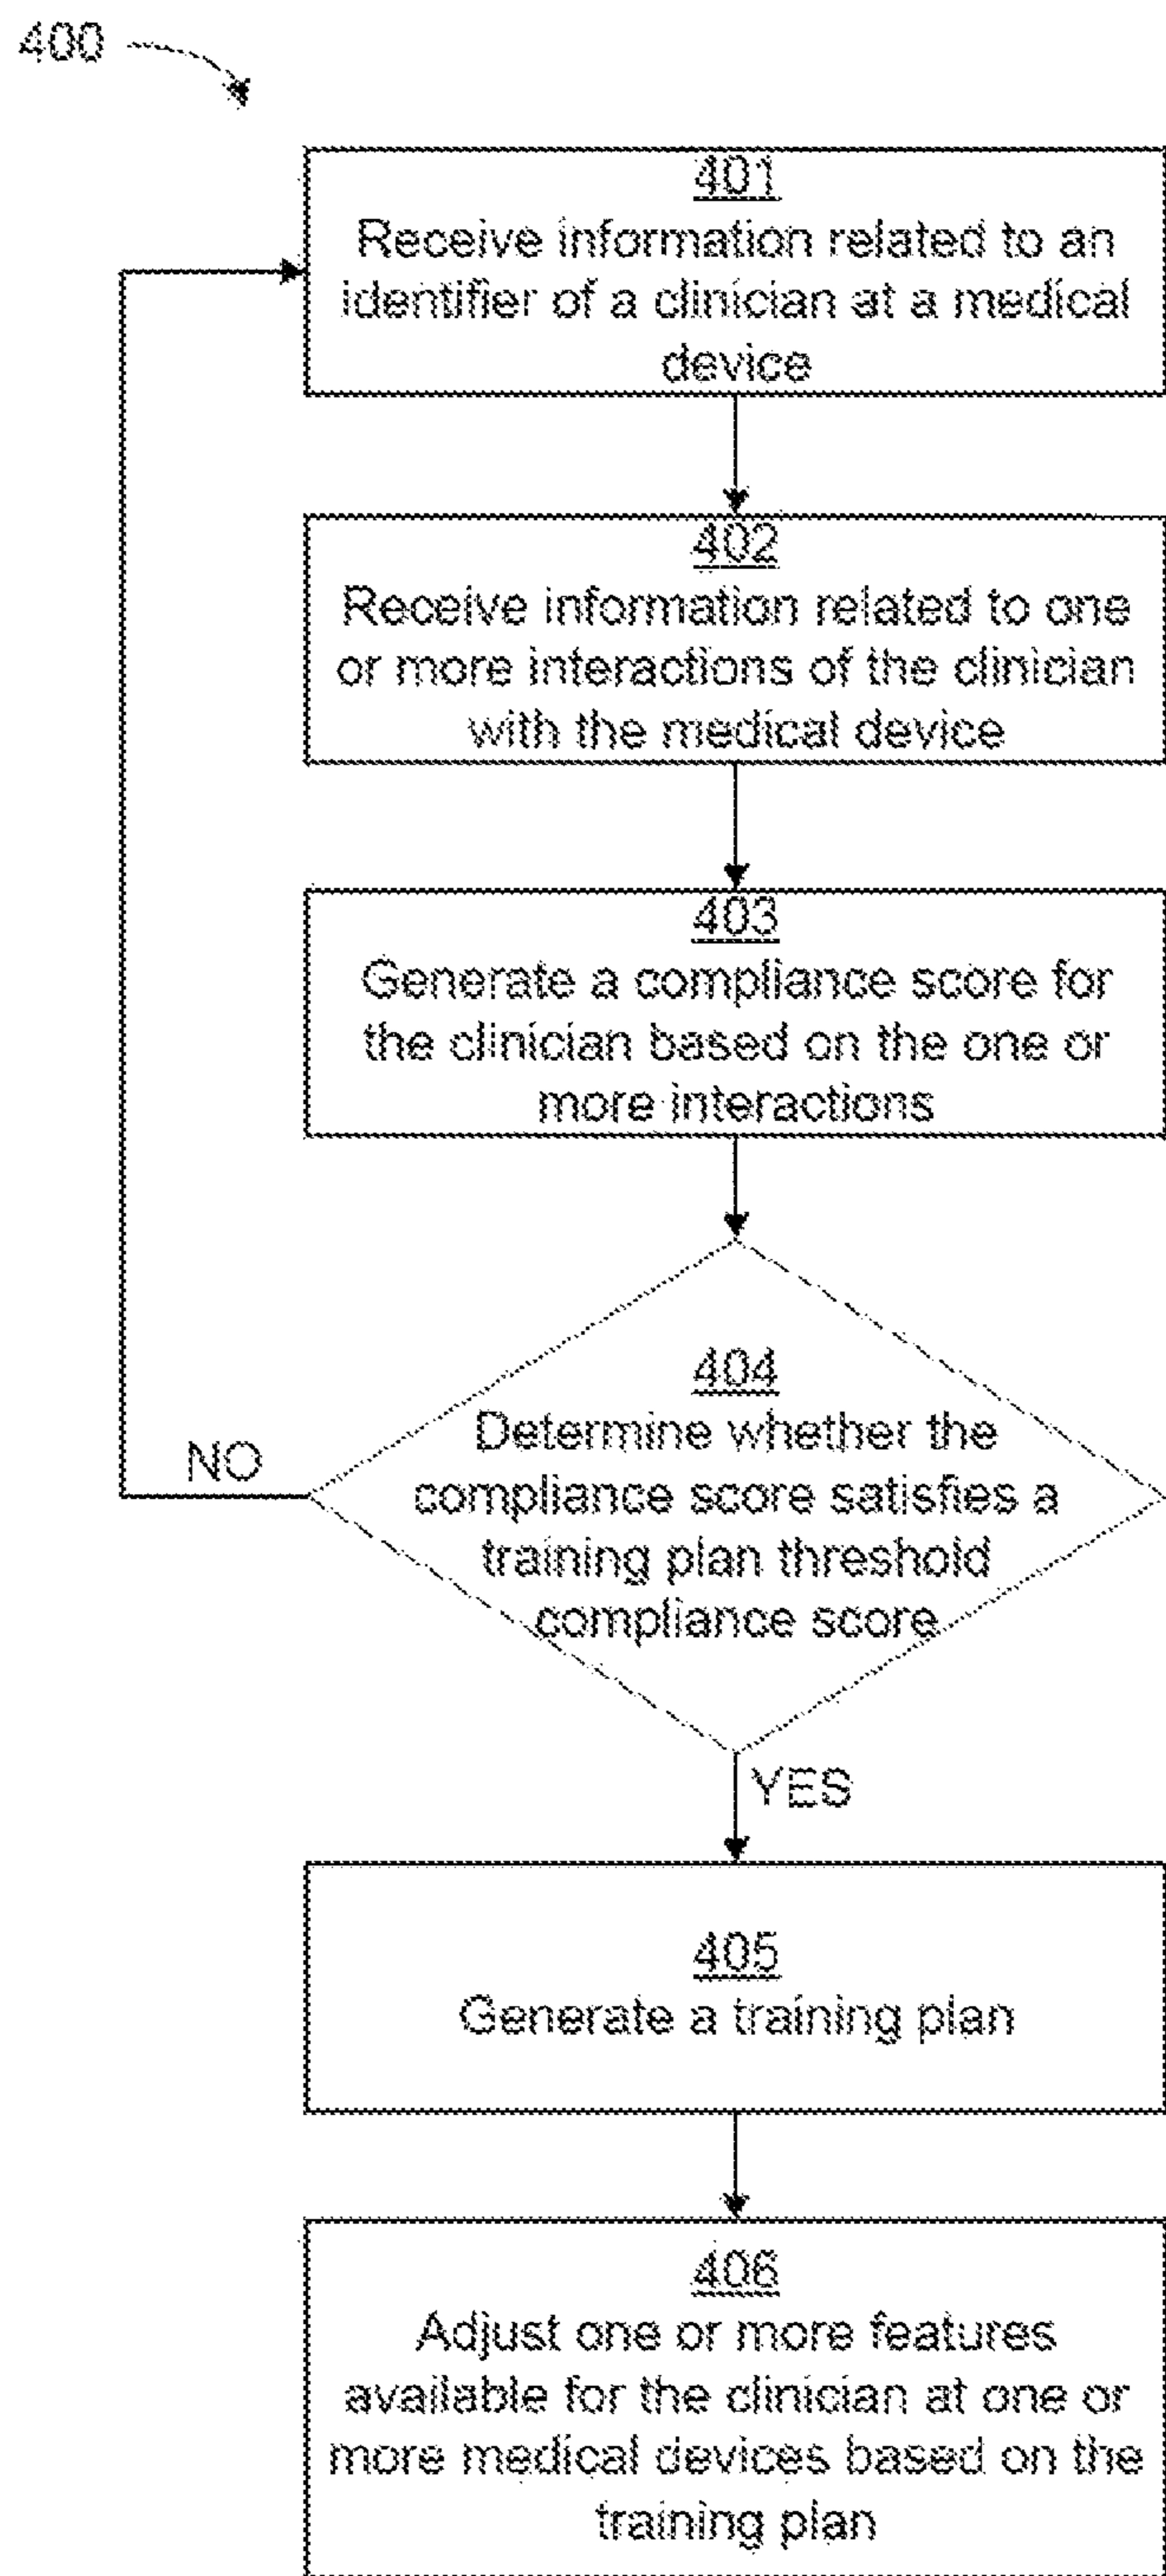 400
401
Receive information related to an
identifier of a clinician at a medical
device
402
Receive information related to one
or more interactions of the clinician
with the medical device
403
Generate a compliance score for
the clinician based on the one or
more interactions
404
Determine whether the
compliance score satisfies a
training plan threshold
compliance score
NO
YES
405
Generate a training plan
406
Adjust one or more features
available for the clinician at one or
more medical devices based on the
training plan